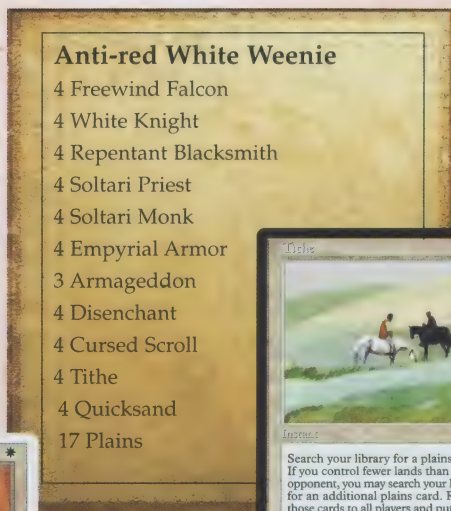 Anti-red White Weenie
4 Freewind Falcon
4 White Knight
4 Repentant Blacksmith
4 Soltari Priest
4 Soltari Monk
4 Empyrial Armor
3 Armageddon
4 Disenchant
4 Cursed Scroll
4 Tithe
4 Quicksand
17 Plains
Tithe
Instant
Search your library for a plains
If you control fewer lands than
opponent, you may search your
for an additional plains card.
those cards to all players and put